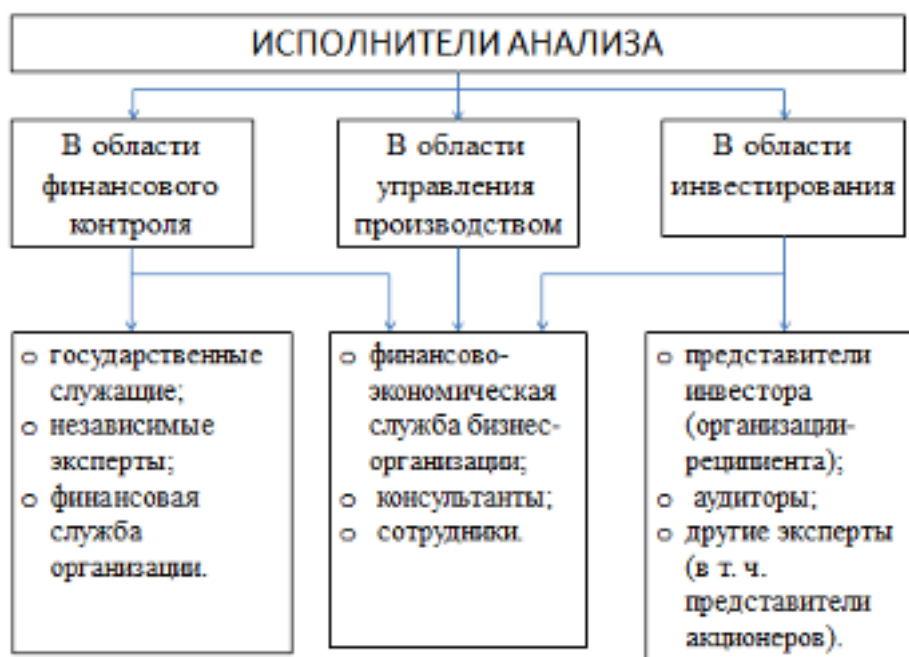 ИСПОЛНИТЕЛИ АНАЛИЗА
В области
финансового
контроля
В области
управления
производством
В области
инвестирования
о государственные
служащие;
о независимые
эксперты;
о финансовая
служба
организации.
о финансово-
экономическая
служба бизнес-
организации;
о консультанты;
о сотрудники.
о представители
инвестора
(организации-
реципиента);
о аудиторы;
о другие эксперты
(в т. ч.
представители
акционеров).